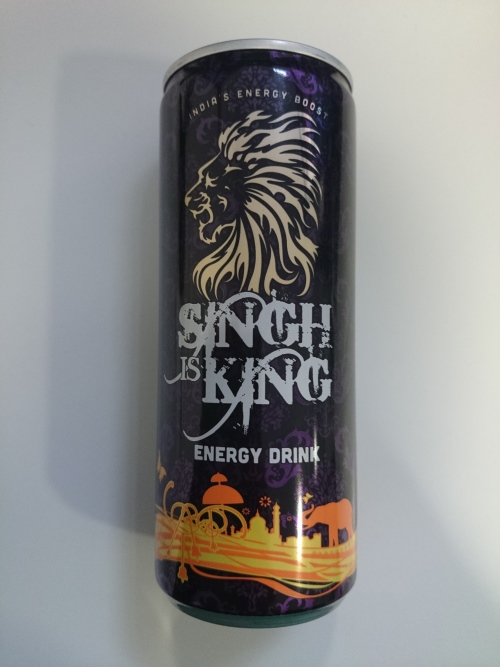 INDIA'S ENERGY BOOST
SINGH
IS KING
ENERGY DRINK